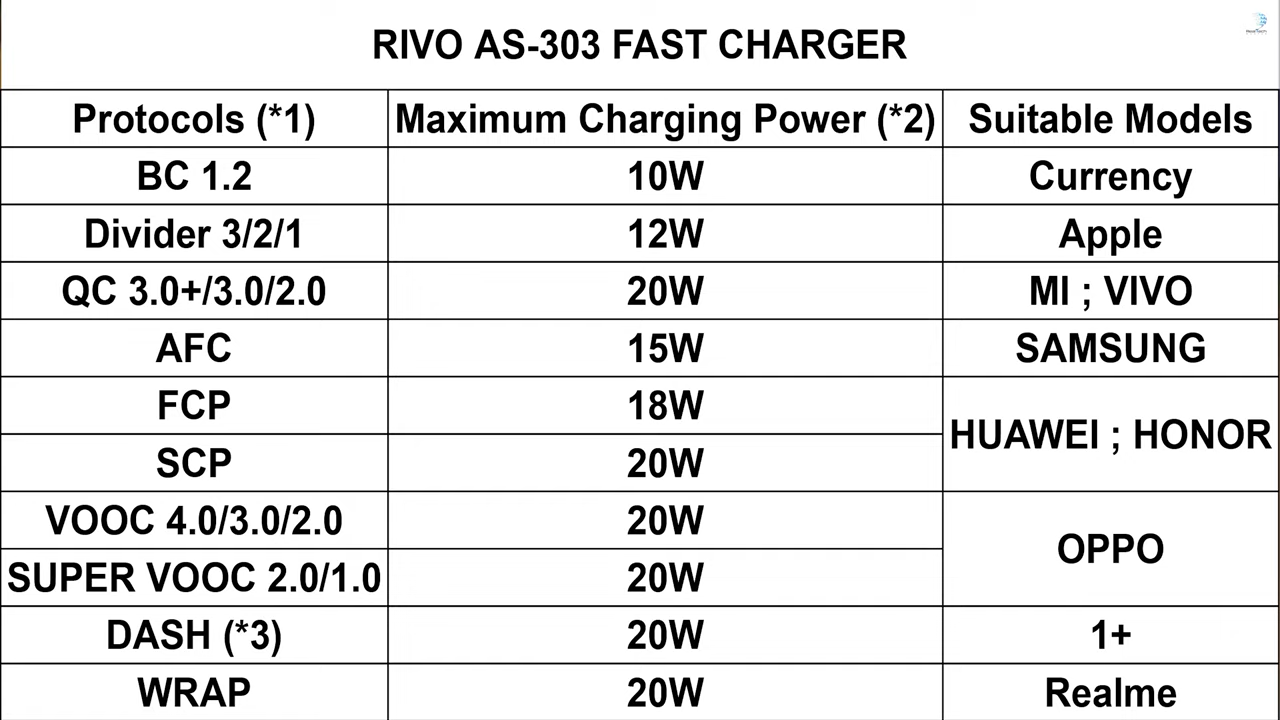 RIVO AS-303 FAST CHARGER
Protocols (*1) Maximum Charging Power (*2) Suitable Models
BC 1.2 10W Currency
Divider 3/2/1 12W Apple
QC 3.0+/3.0/2.0 20W MI ; VIVO
AFC 15W SAMSUNG
FCP 18W HUAWEI ; HONOR
SCP 20W
VOOC 4.0/3.0/2.0 20W OPPO
SUPER VOOC 2.0/1.0 20W
DASH (*3) 20W 1+
WRAP 20W Realme